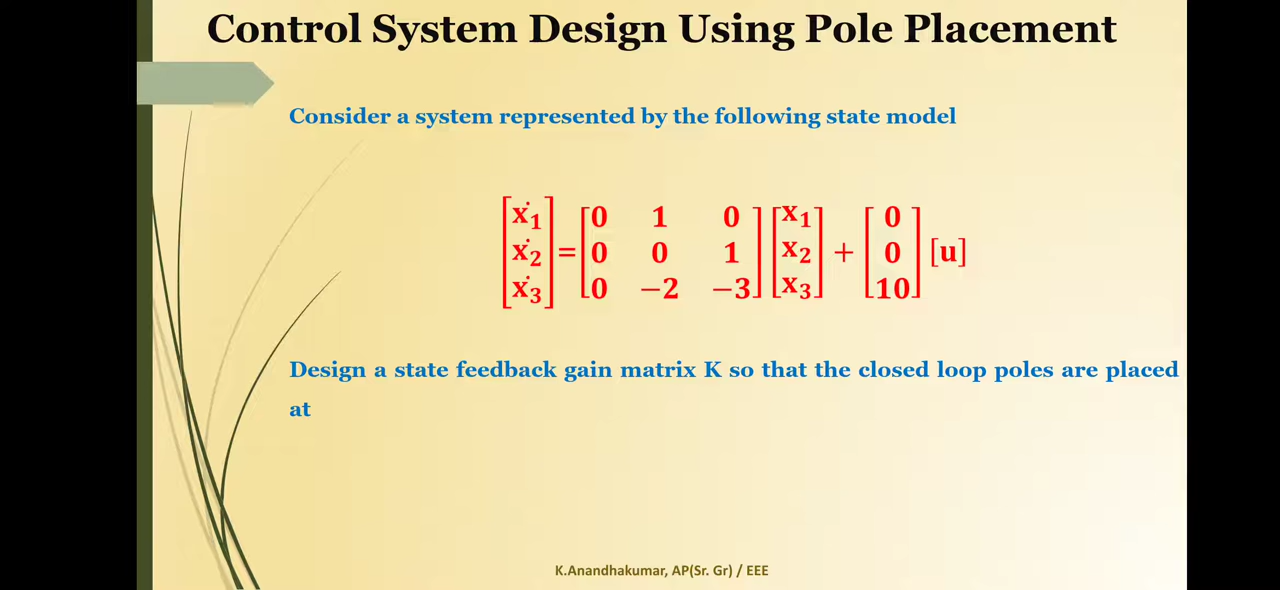 Control System Design Using Pole Placement
Consider a system represented by the following state model
[ẋ1 ẋ2 ẋ3] = [0 1 0; 0 0 1; 0 −2 −3] [x1 x2 x3] + [0 0 10] [u]
Design a state feedback gain matrix K so that the closed loop poles are placed
at
K.Anandhakumar, AP(Sr. Gr) / EEE